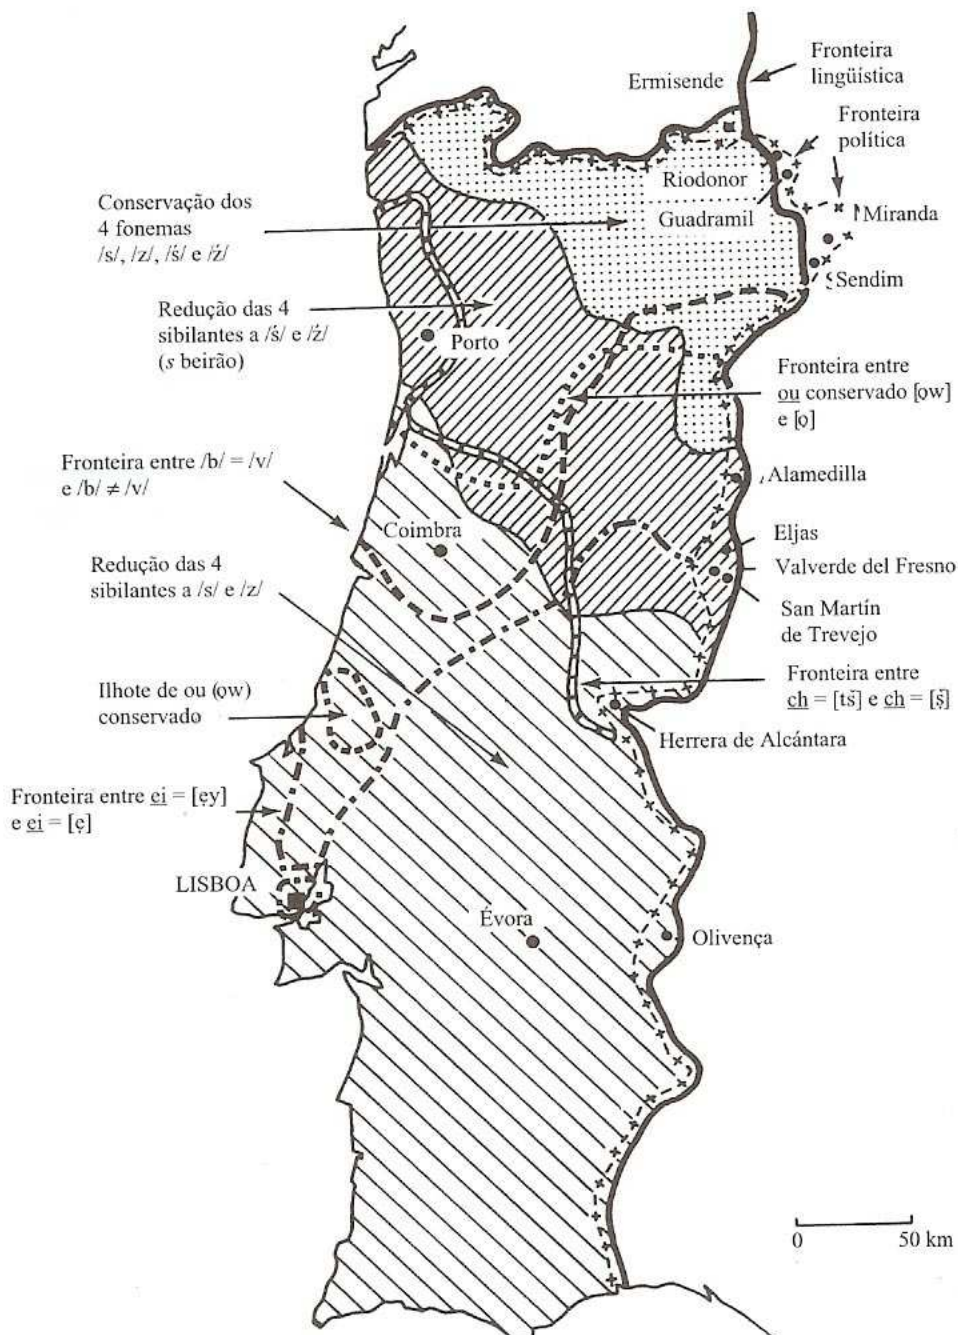 Ermisende
Fronteira
lingüística
Fronteira
política
Riodonor
Guadramil
Miranda
Sendim
Conservação dos
4 fonemas
/s/, /z/, /ś/ e /ź/
Redução das 4
sibilantes a /ś/ e /ź/
(s beirão)
Porto
Fronteira entre
ou conservado [ọw]
e [ọ]
Fronteira entre /b/ = /v/
e /b/ ≠ /v/
Alamedilla
Coimbra
Eljas
Valverde del Fresno
San Martín
de Trevejo
Redução das 4
sibilantes a /s/ e /z/
Fronteira entre
ch = [tš] e ch = [š]
Ilhote de ou (ọw)
conservado
Herrera de Alcántara
Fronteira entre ei = [ẹy]
e ei = [ẹ]
LISBOA
Évora
Olivença
0 50 km